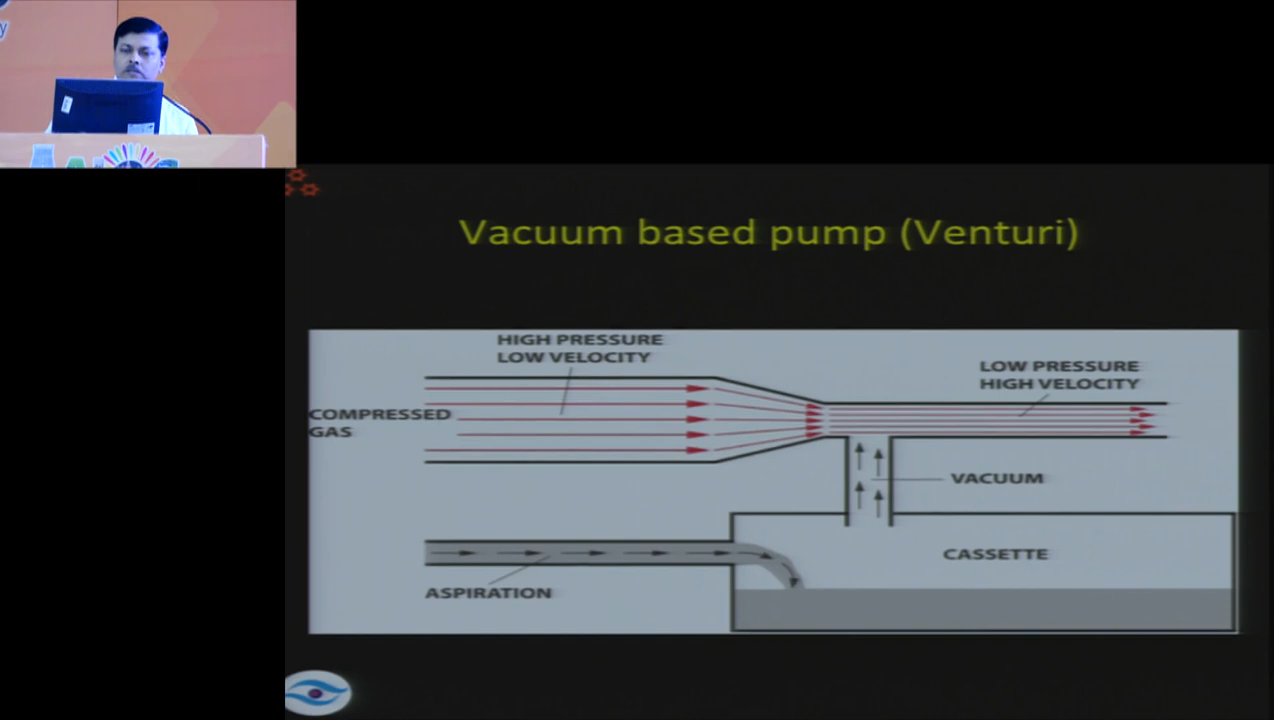 Vacuum based pump (Venturi)
HIGH PRESSURE
LOW VELOCITY
LOW PRESSURE
HIGH VELOCITY
COMPRESSED
GAS
VACUUM
CASSETTE
ASPIRATION